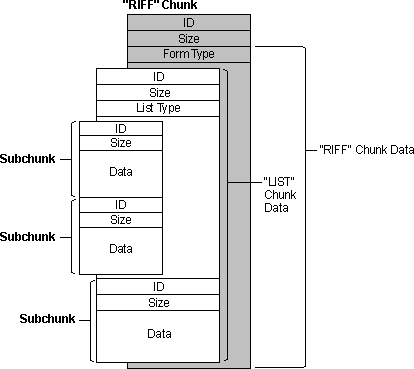 "RIFF" Chunk
ID
Size
Form Type
ID
Size
List Type
ID
Size
Data
Subchunk
ID
Size
Data
Subchunk
ID
Size
Data
Subchunk
"LIST"
Chunk
Data
"RIFF" Chunk Data